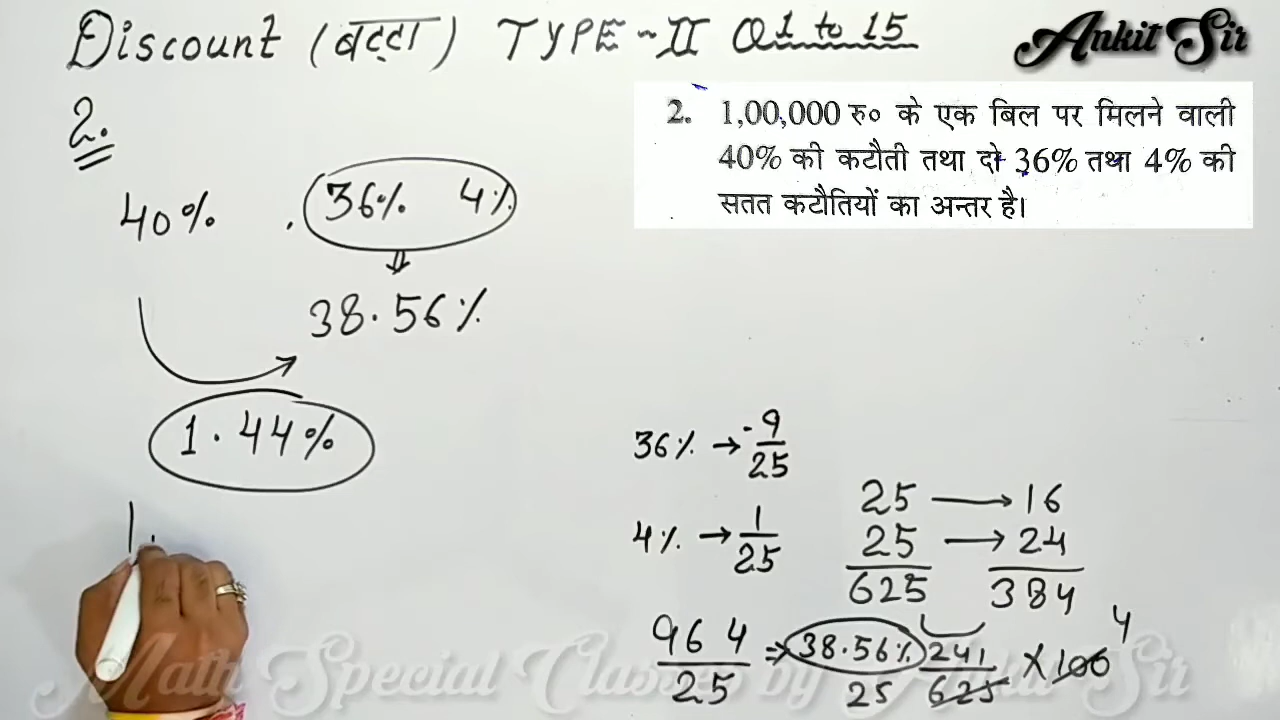 Discount (बट्टा) TYPE-II Q1 to 15
Ankit Sir
2.
2. 1,00,000 रु० के एक बिल पर मिलने वाली
40% की कटौती तथा दो 36% तथा 4% की
सतत कटौतियों का अन्तर है।
40% . 36% 4%
⇓
38.56%
1.44%
1.
36% → -9/25
4% → 1/25
25 → 16
25 → 24
625 384
964/25 ⇒ 38.56% 241/625 × 100 4
25
Math Special Classes by Ankit Sir